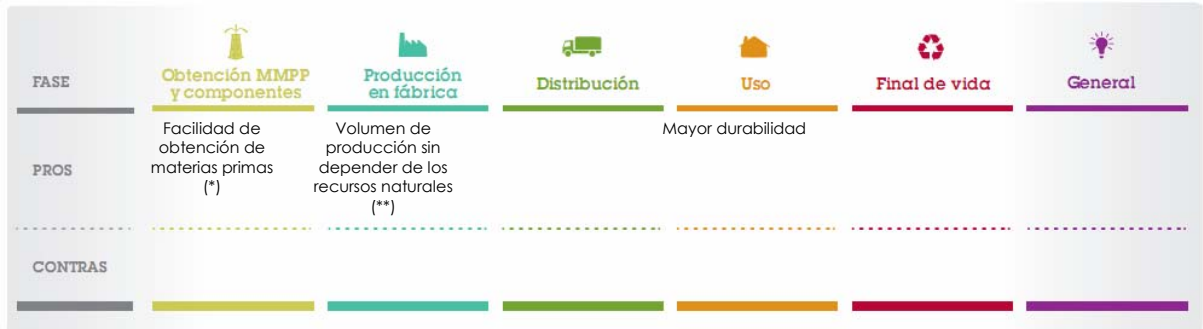 FASE
Obtención MMPP
y componentes
Producción
en fábrica
Distribución
Uso
Final de vida
General
PROS
Facilidad de
obtención de
materias primas
(*)
Volumen de
producción sin
depender de los
recursos naturales
(**)
Mayor durabilidad
CONTRAS